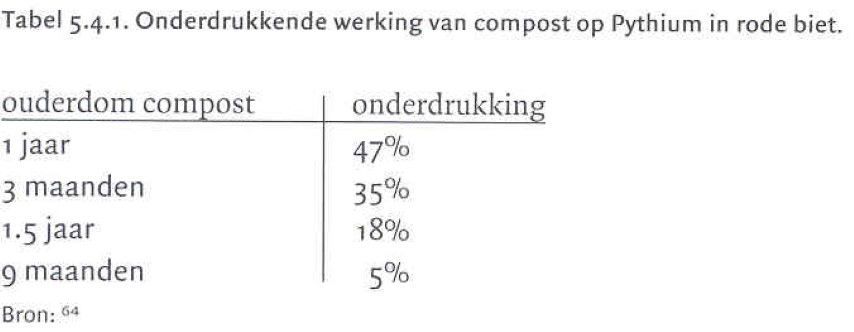 Tabel 5.4.1. Onderdrukkende werking van compost op Pythium in rode biet.
ouderdom compost onderdrukking
1 jaar 47%
3 maanden 35%
1.5 jaar 18%
9 maanden 5%
Bron: 64